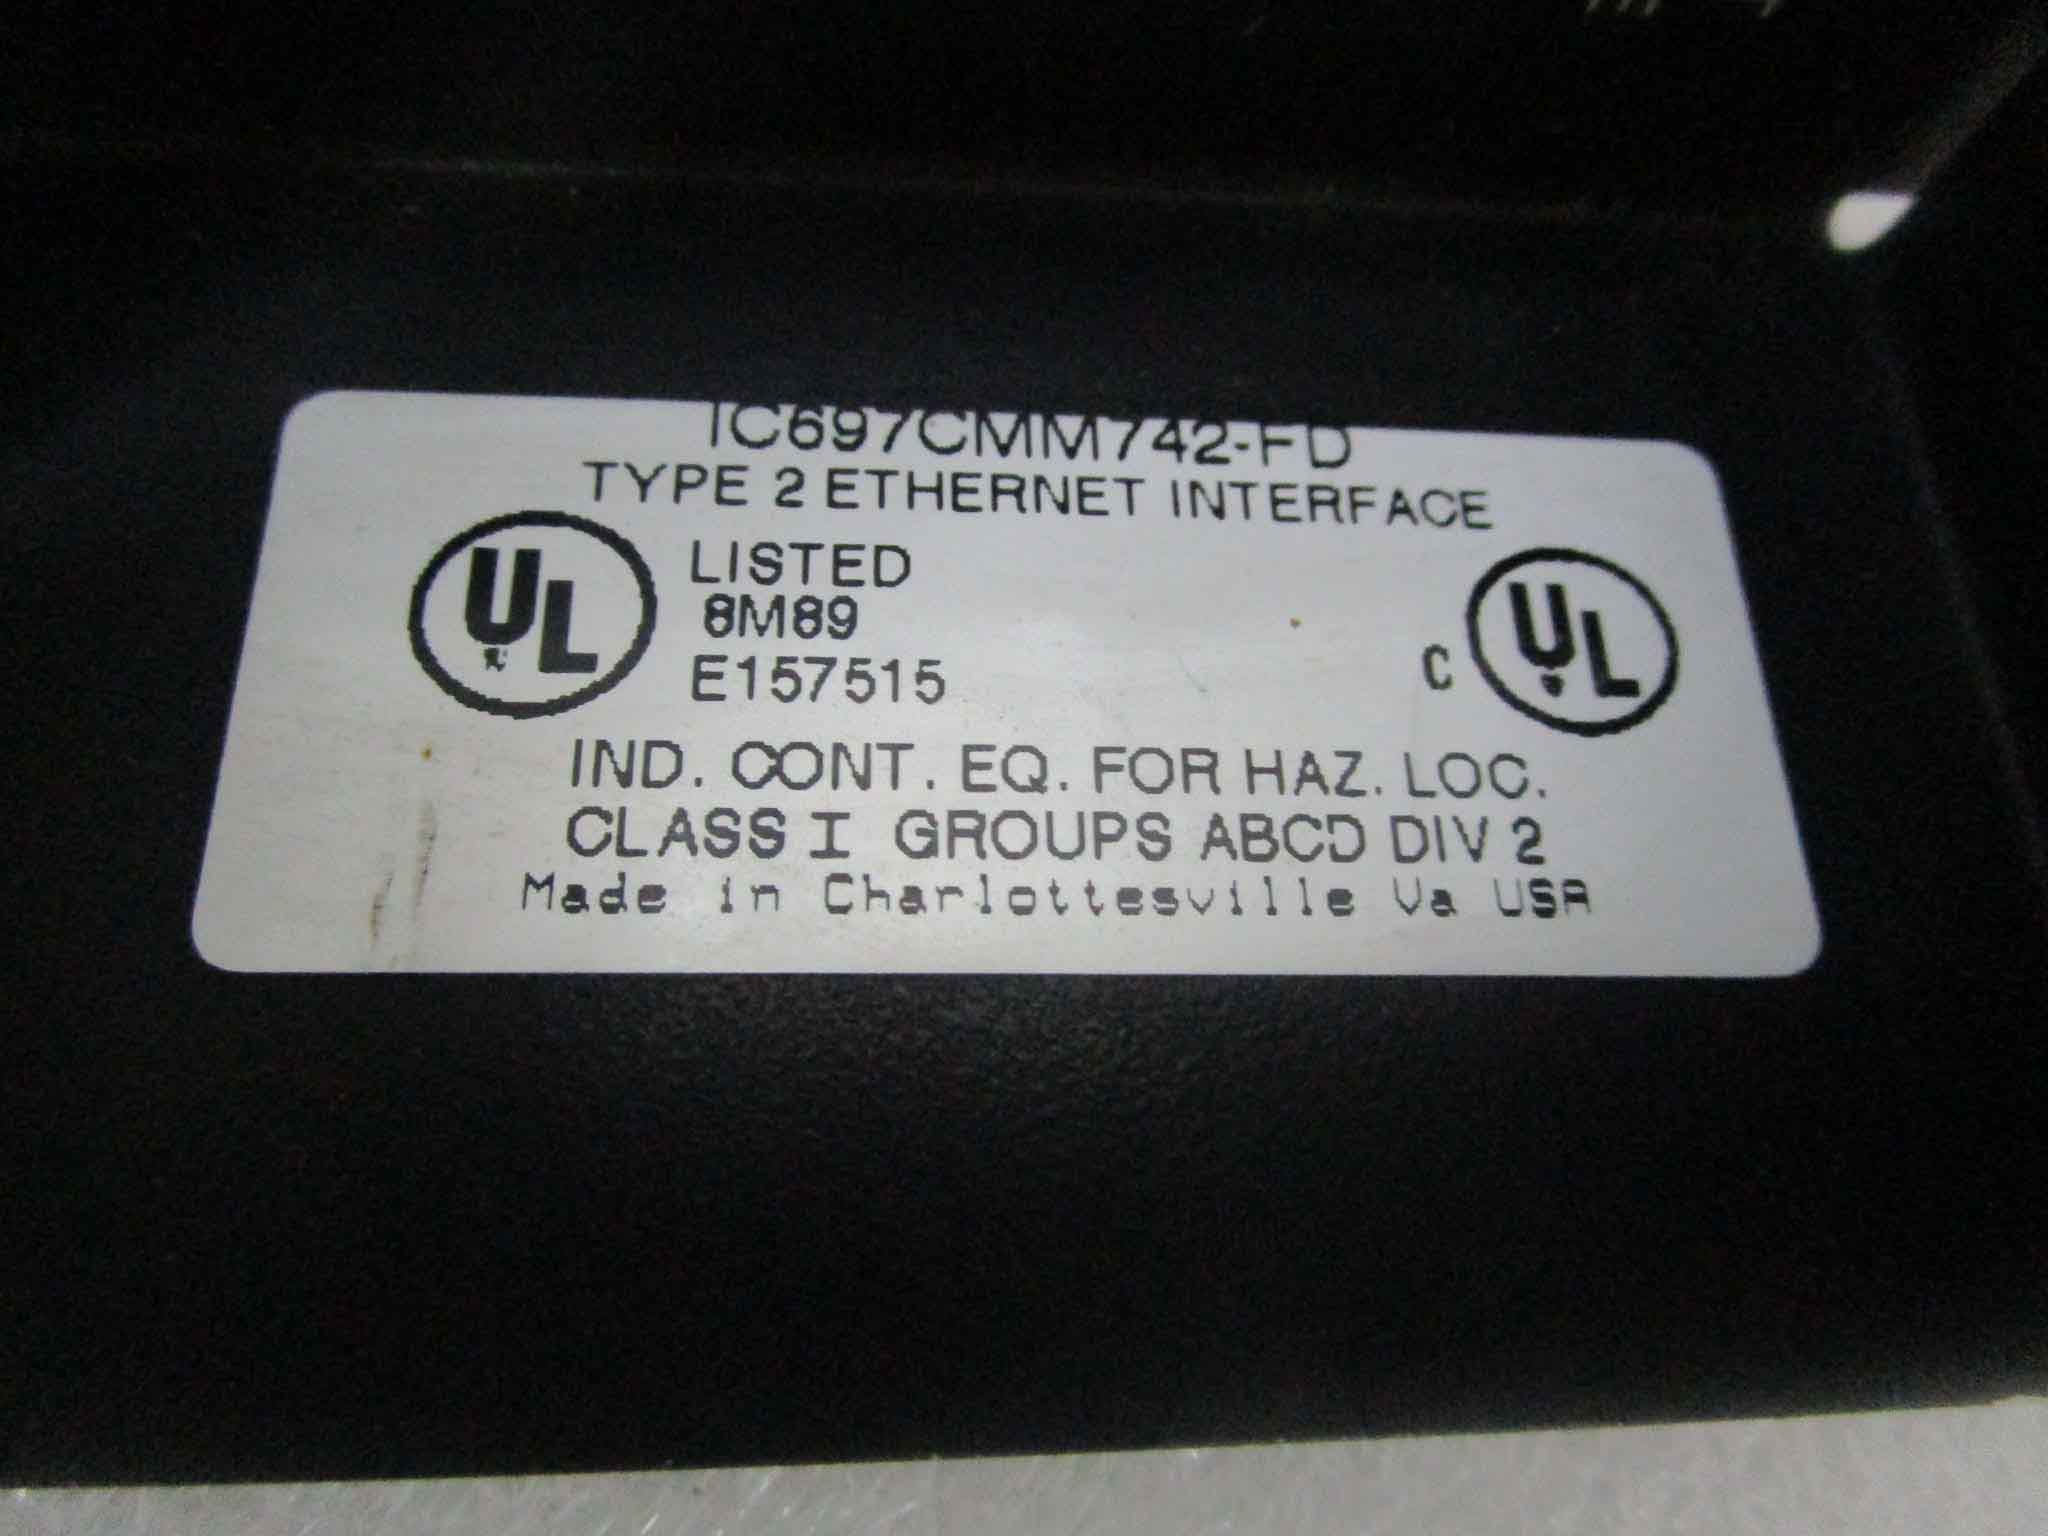 IC697CMM742-FD
TYPE 2 ETHERNET INTERFACE
UL LISTED
8M89
E157515
C UL
IND. CONT. EQ. FOR HAZ. LOC.
CLASS I GROUPS ABCD DIV 2
Made in Charlottesville Va USA